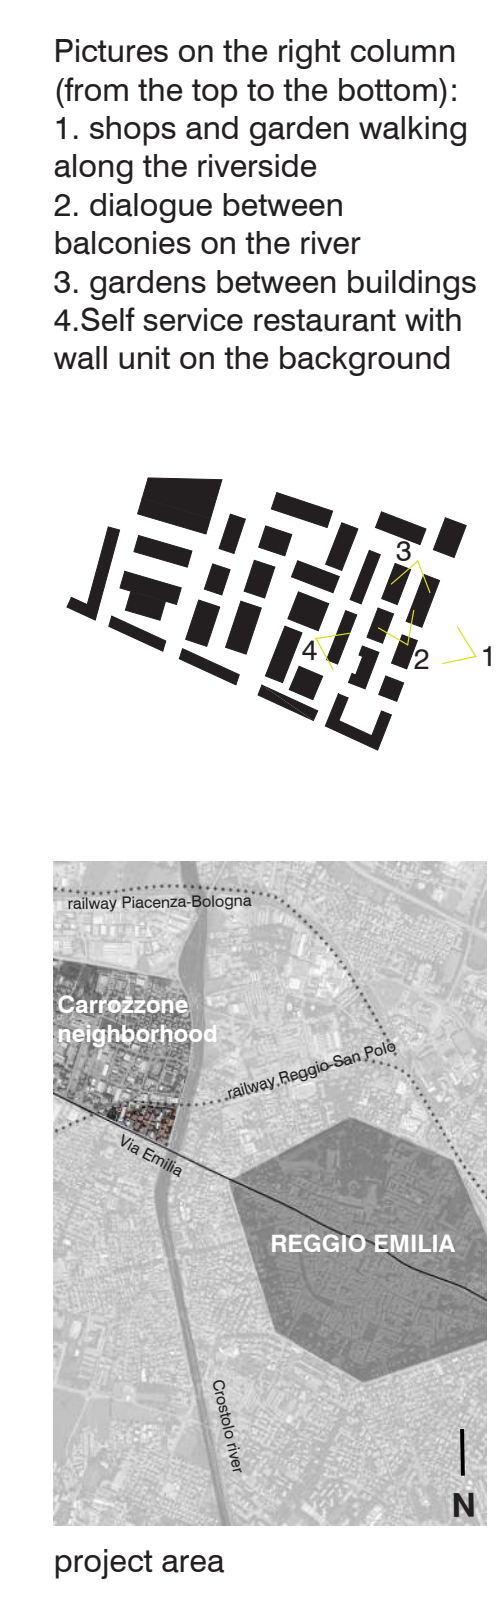 Pictures on the right column
(from the top to the bottom):
1. shops and garden walking
along the riverside
2. dialogue between
balconies on the river
3. gardens between buildings
4.Self service restaurant with
wall unit on the background
3
4
2
1
railway Piacenza-Bologna
Carrozzone
neighborhood
railway Reggio-San Polo
Via Emilia
REGGIO EMILIA
Crostolo river
N
project area